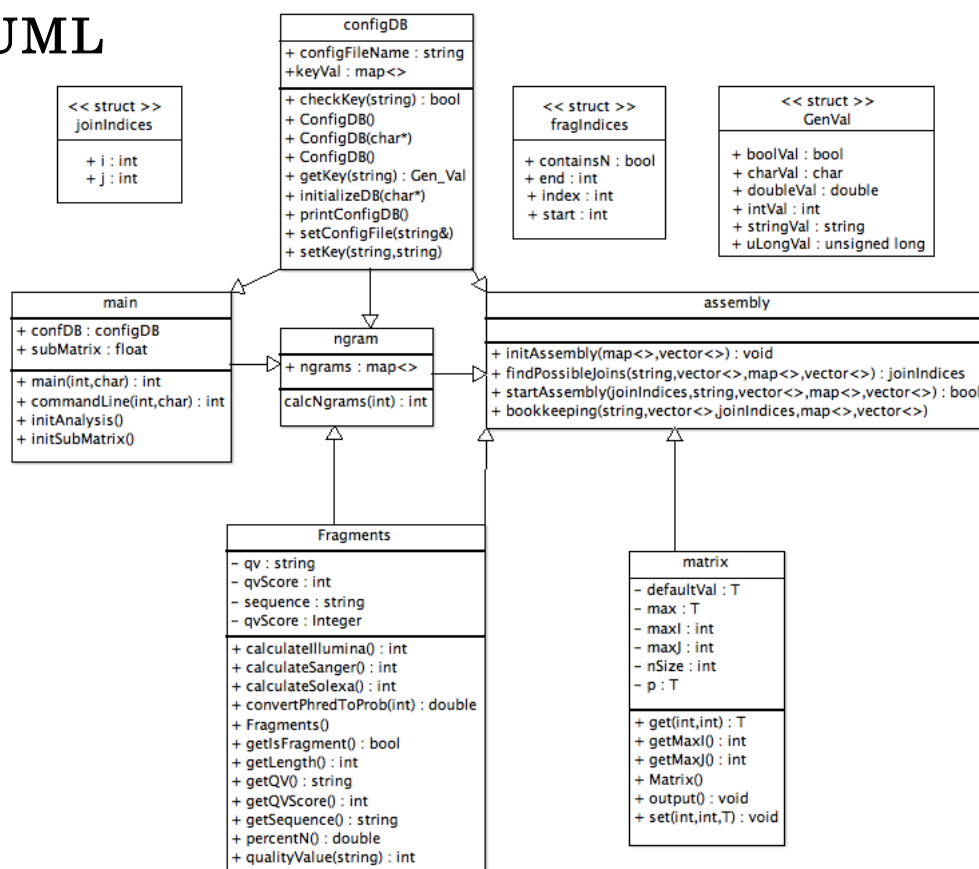 UML
configDB
+ configFileName : string
+keyVal : map<>
+ checkKey(string) : bool
+ ConfigDB()
+ ConfigDB(char*)
+ ConfigDB()
+ getKey(string) : Gen_Val
+ initializeDB(char*)
+ printConfigDB()
+ setConfigFile(string&)
+ setKey(string,string)
<< struct >>
joinIndices
+ i : int
+ j : int
<< struct >>
fragIndices
+ containsN : bool
+ end : int
+ index : int
+ start : int
<< struct >>
GenVal
+ boolVal : bool
+ charVal : char
+ doubleVal : double
+ intVal : int
+ stringVal : string
+ uLongVal : unsigned long
main
+ confDB : configDB
+ subMatrix : float
+ main(int,char) : int
+ commandLine(int,char) : int
+ initAnalysis()
+ initSubMatrix()
ngram
+ ngrams : map<>
calcNgrams(int) : int
assembly
+ initAssembly(map<>,vector<>) : void
+ findPossibleJoins(string,vector<>,map<>,vector<>) : joinIndices
+ startAssembly(joinIndices,string,vector<>,map<>,vector<>) : bool
+ bookkeeping(string,vector<>,joinIndices,map<>,vector<>)
Fragments
- qv : string
- qvScore : int
- sequence : string
- qvScore : Integer
+ calculateIllumina() : int
+ calculateSanger() : int
+ calculateSolexa() : int
+ convertPhredToProb(int) : double
+ Fragments()
+ getIsFragment() : bool
+ getLength() : int
+ getQV() : string
+ getQVScore() : int
+ getSequence() : string
+ percentN() : double
+ qualityValue(string) : int
matrix
- defaultVal : T
- max : T
- maxI : int
- maxJ : int
- nSize : int
- p : T
+ get(int,int) : T
+ getMaxI() : int
+ getMaxJ() : int
+ Matrix()
+ output() : void
+ set(int,int,T) : void